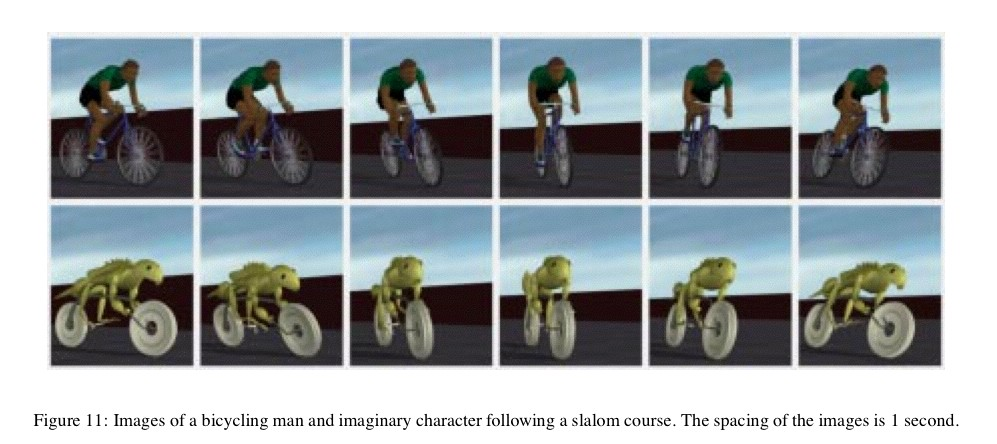 Figure 11: Images of a bicycling man and imaginary character following a slalom course. The spacing of the images is 1 second.